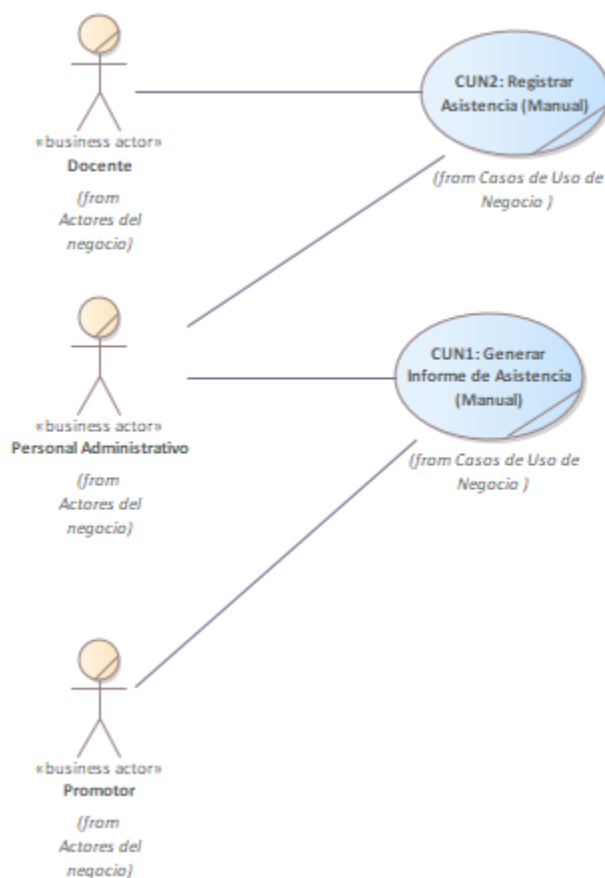 «business actor»
Docente
(from
Actores del
negocio)
CUN2: Registrar
Asistencia (Manual)
(from Casos de Uso de
Negocio )
«business actor»
Personal Administrativo
(from
Actores del
negocio)
CUN1: Generar
Informe de Asistencia
(Manual)
(from Casos de Uso de
Negocio )
«business actor»
Promotor
(from
Actores del
negocio)